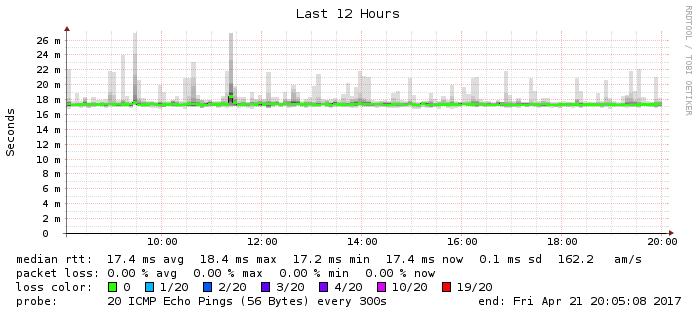 Last 12 Hours
RRDTOOL / TOBI OETIKER
Seconds
26 m
24 m
22 m
20 m
18 m
16 m
14 m
12 m
10 m
8 m
6 m
4 m
2 m
0
10:00 12:00 14:00 16:00 18:00 20:00
median rtt: 17.4 ms avg 18.4 ms max 17.2 ms min 17.4 ms now 0.1 ms sd 162.2 am/s
packet loss: 0.00 % avg 0.00 % max 0.00 % min 0.00 % now
loss color: 0 1/20 2/20 3/20 4/20 10/20 19/20
probe: 20 ICMP Echo Pings (56 Bytes) every 300s end: Fri Apr 21 20:05:08 2017